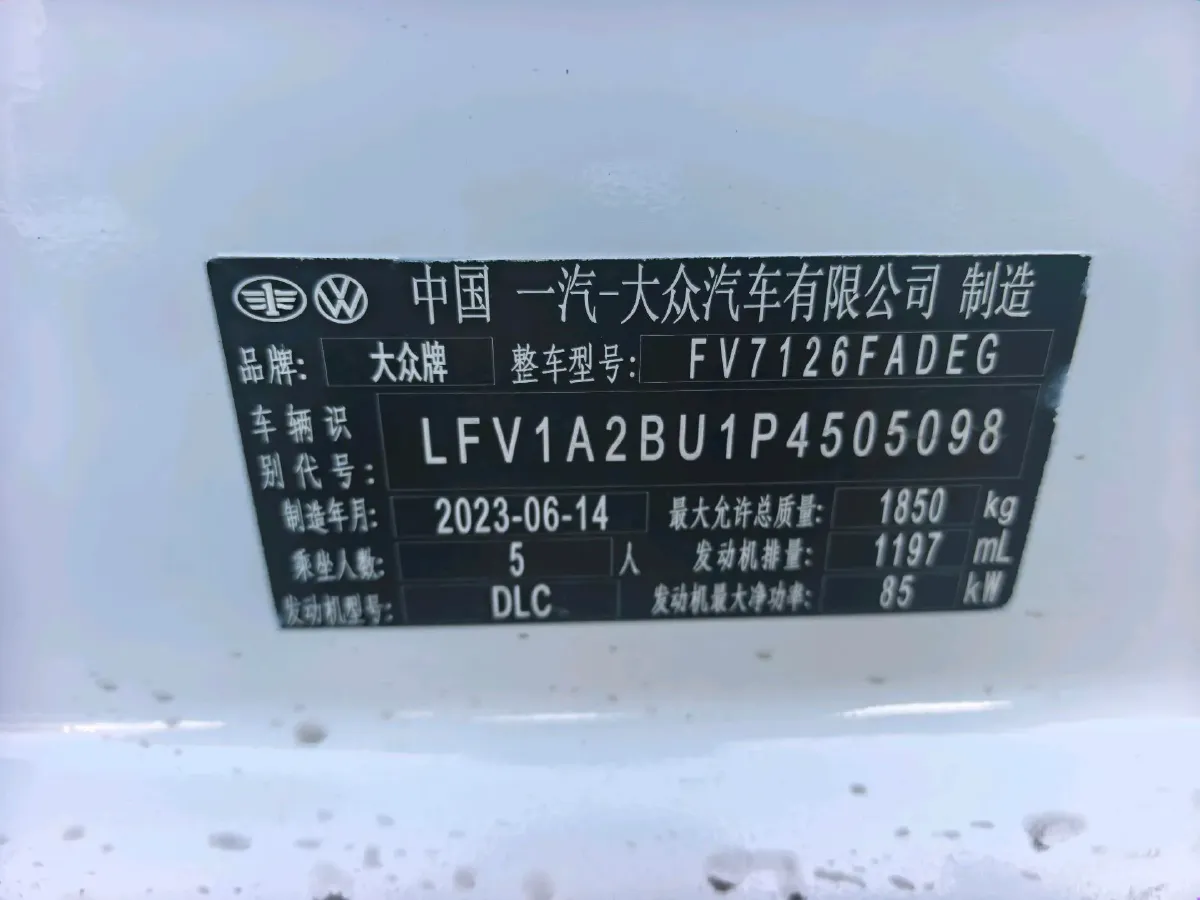 中国 一汽-大众汽车有限公司 制造
品牌: 大众牌 整车型号: FV7126FADEG
车辆识别代号: LFV1A2BU1P4505098
制造年月: 2023-06-14 最大允许总质量: 1850 kg
乘坐人数: 5 人 发动机排量: 1197 mL
发动机型号: DLC 发动机最大净功率: 85 kW